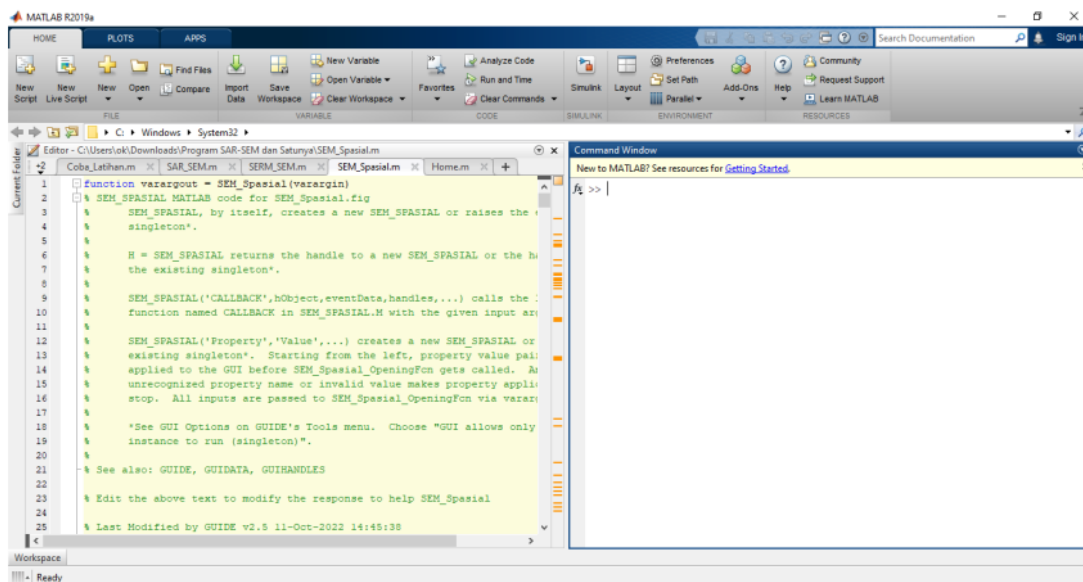 MATLAB R2019a
HOME PLOTS APPS
Search Documentation
Sign In
New Script
New Live Script
New
Open
Find Files
Compare
Import Data
Save Workspace
New Variable
Open Variable
Clear Workspace
Favorites
Analyze Code
Run and Time
Clear Commands
Simulink
Layout
Preferences
Set Path
Parallel
Add-Ons
Help
Community
Request Support
Learn MATLAB
FILE VARIABLE CODE SIMULINK ENVIRONMENT RESOURCES
C: Windows System32
Current Folder
Editor - C:\Users\ok\Downloads\Program SAR-SEM dan Satunya\SEM_Spasial.m
+2 Coba_Latihan.m SAR_SEM.m SERM_SEM.m SEM_Spasial.m Home.m +
1 function varargout = SEM_Spasial(varargin)
2 % SEM_SPASIAL MATLAB code for SEM_Spasial.fig
3 % SEM_SPASIAL, by itself, creates a new SEM_SPASIAL or raises the
4 % singleton*.
5 %
6 % H = SEM_SPASIAL returns the handle to a new SEM_SPASIAL or the
7 % the existing singleton*.
8 %
9 % SEM_SPASIAL('CALLBACK',hObject,eventData,handles,...) calls the
10 % function named CALLBACK in SEM_SPASIAL.M with the given input
11 %
12 % SEM_SPASIAL('Property','Value',...) creates a new SEM_SPASIAL or
13 % existing singleton*. Starting from the left, property value
14 % applied to the GUI before SEM_Spasial_OpeningFcn gets called.
15 % unrecognized property name or invalid value makes property
16 % stop. All inputs are passed to SEM_Spasial_OpeningFcn via
17 %
18 % *See GUI Options on GUIDE's Tools menu. Choose "GUI allows only
19 % instance to run (singleton)".
20 %
21 % See also: GUIDE, GUIDATA, GUIHANDLES
22
23 % Edit the above text to modify the response to help SEM_Spasial
24
25 % Last Modified by GUIDE v2.5 11-Oct-2022 14:45:38
Command Window
New to MATLAB? See resources for Getting Started.
fx >>
Workspace
Ready